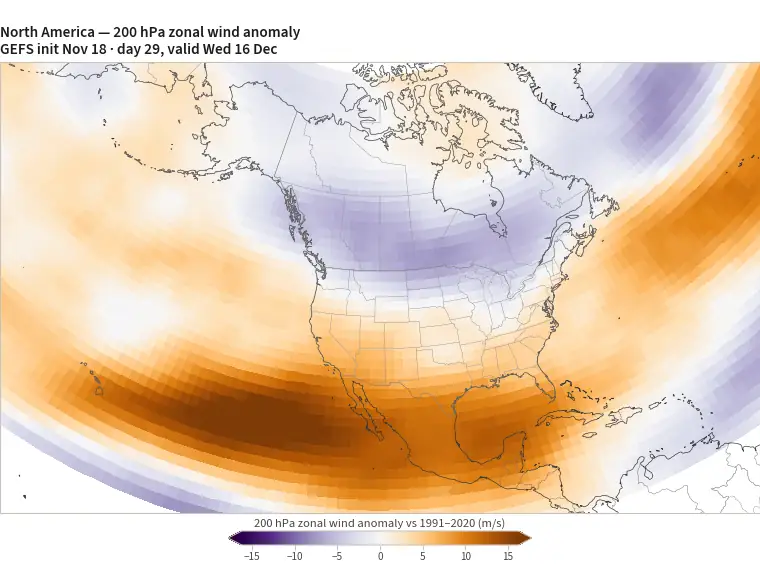 North America — 200 hPa zonal wind anomaly
GEFS init Nov 18 · day 29, valid Wed 16 Dec
200 hPa zonal wind anomaly vs 1991–2020 (m/s)
−15 −10 −5 0 5 10 15